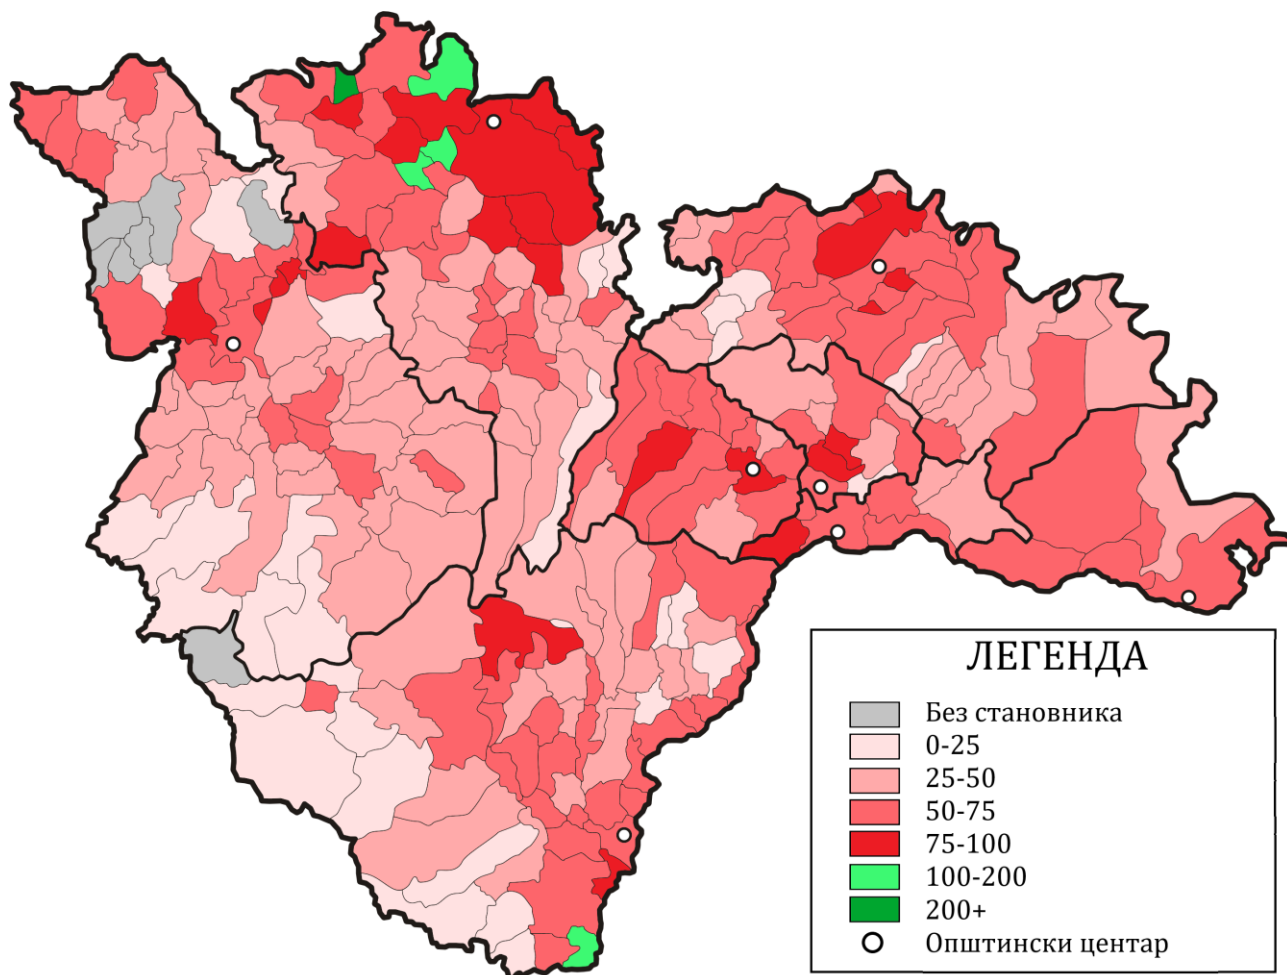 ЛЕГЕНДА
Без становника
0-25
25-50
50-75
75-100
100-200
200+
Општински центар